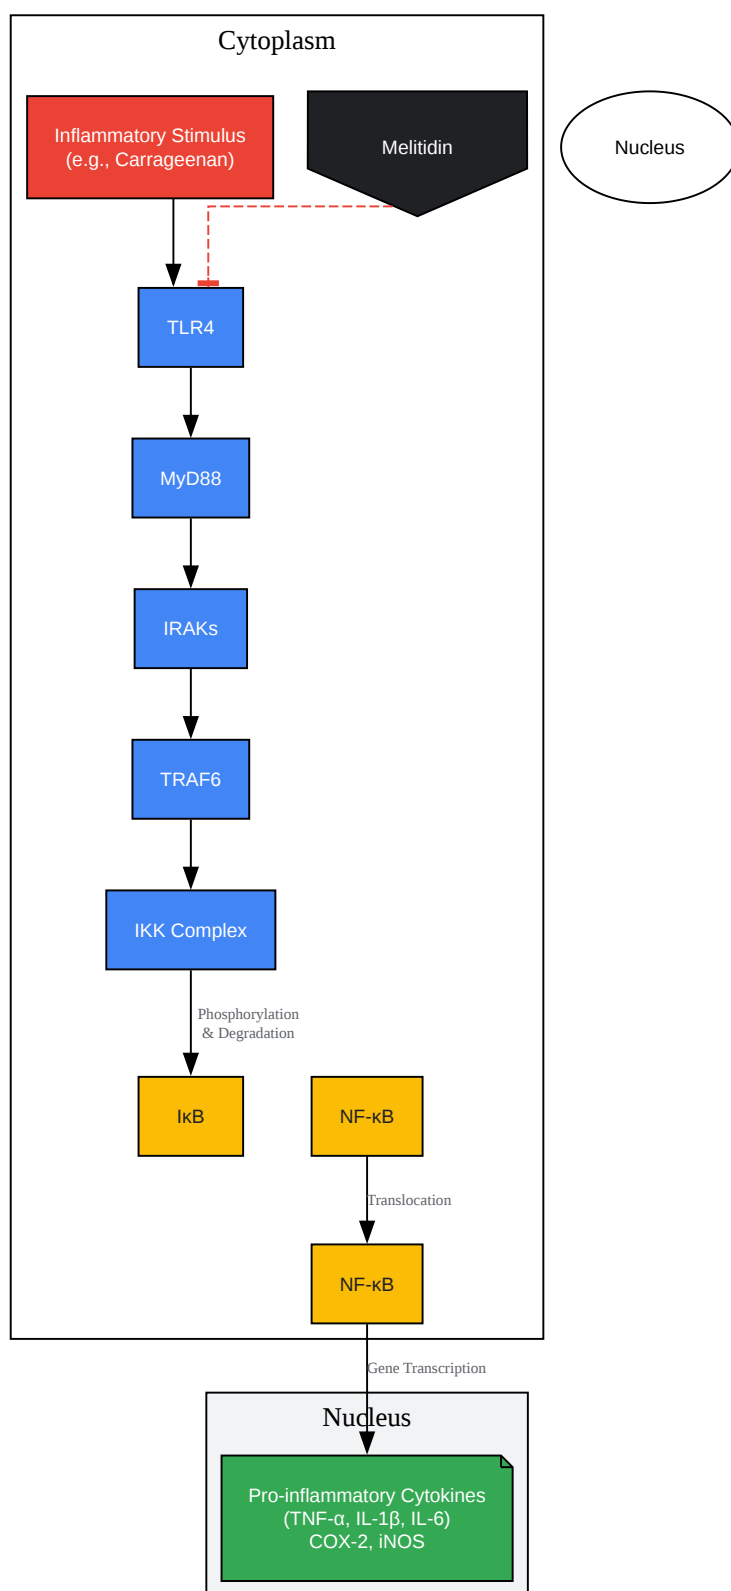 Cytoplasm
Inflammatory Stimulus
(e.g., Carrageenan)
Melitidin
Nucleus
TLR4
MyD88
IRAKs
TRAF6
IKK Complex
Phosphorylation
& Degradation
IκB
NF-κB
Translocation
NF-κB
Gene Transcription
Nucleus
Pro-inflammatory Cytokines
(TNF-α, IL-1β, IL-6)
COX-2, iNOS